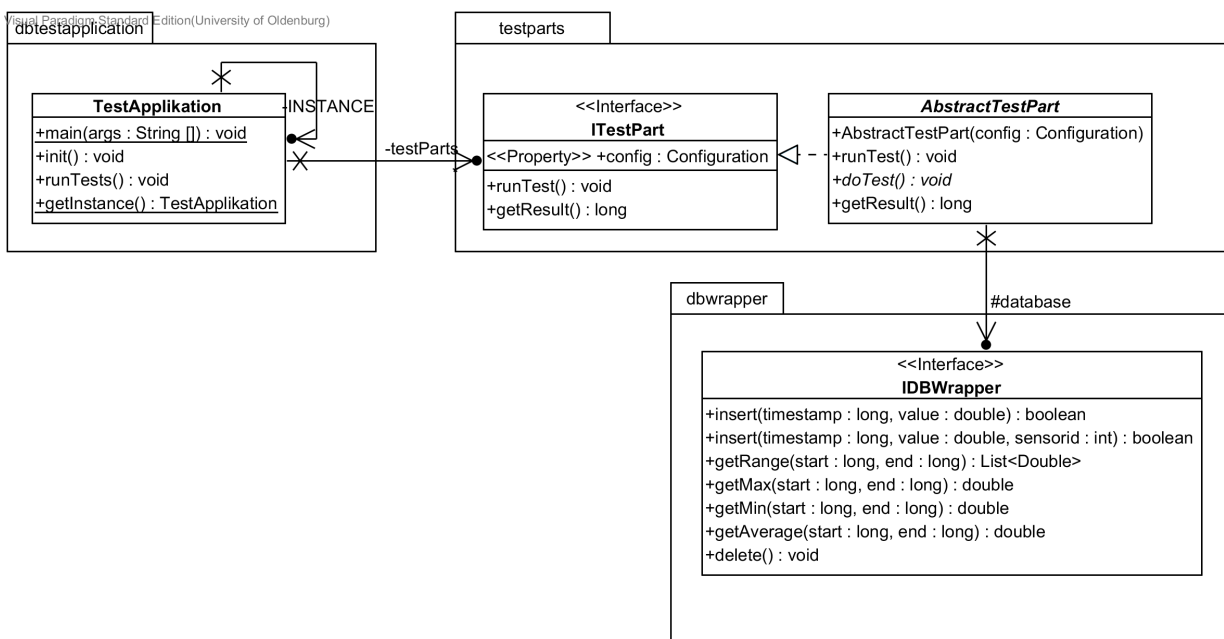 Visual Paradigm Standard Edition(University of Oldenburg)
dbtestapplication
testparts
-INSTANCE
TestApplikation
+main(args : String []) : void
+init() : void
+runTests() : void
+getInstance() : TestApplikation
-testParts
<<Interface>>
ITestPart
<<Property>> +config : Configuration
+runTest() : void
+getResult() : long
AbstractTestPart
+AbstractTestPart(config : Configuration)
+runTest() : void
+doTest() : void
+getResult() : long
#database
dbwrapper
<<Interface>>
IDBWrapper
+insert(timestamp : long, value : double) : boolean
+insert(timestamp : long, value : double, sensorid : int) : boolean
+getRange(start : long, end : long) : List<Double>
+getMax(start : long, end : long) : double
+getMin(start : long, end : long) : double
+getAverage(start : long, end : long) : double
+delete() : void